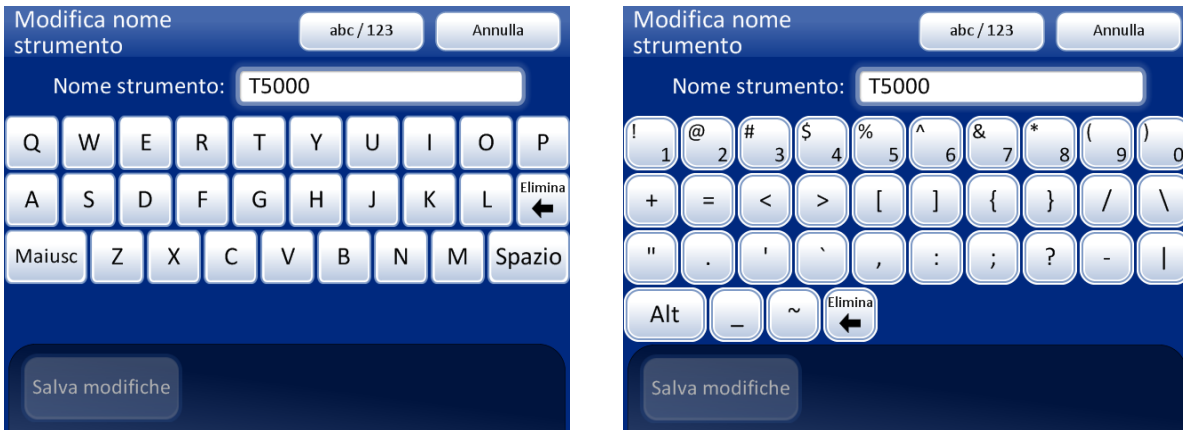 Modifica nome
strumento
abc / 123
Annulla
Nome strumento: T5000
Q W E R T Y U I O P
A S D F G H J K L Elimina
Maiusc Z X C V B N M Spazio
Salva modifiche
Modifica nome
strumento
abc / 123
Annulla
Nome strumento: T5000
! 1 @ 2 # 3 $ 4 % 5 ^ 6 & 7 * 8 ( 9 ) 0
+ = < > [ ] { } / \
" . ' ` , : ; ? - |
Alt _ ~ Elimina
Salva modifiche